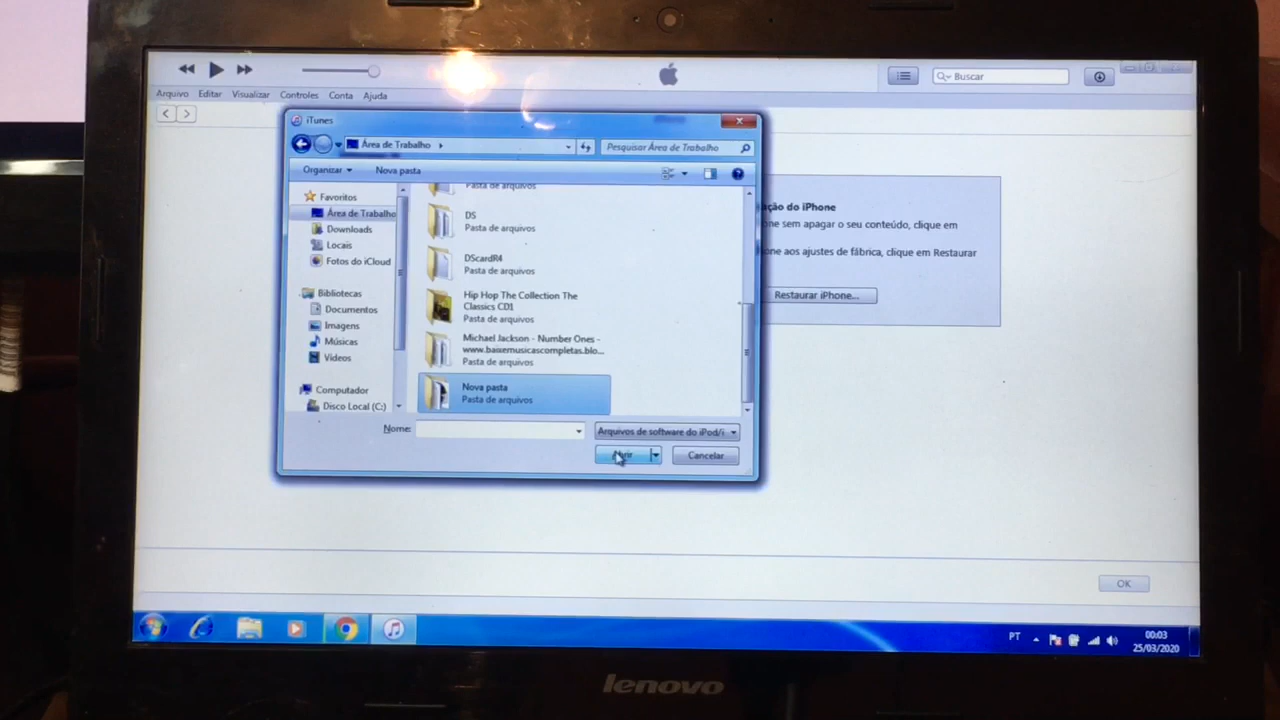 Buscar
Arquivo Editar Visualizar Controles Conta Ajuda
iTunes
Área de Trabalho
Pesquisar Área de Trabalho
Organizar
Nova pasta
Favoritos
Área de Trabalho
Downloads
Locais
Fotos do iCloud
Bibliotecas
Documentos
Imagens
Músicas
Vídeos
Computador
Disco Local (C:)
Pasta de arquivos
DS
Pasta de arquivos
DScardR4
Pasta de arquivos
Hip Hop The Collection The
Classics CD1
Pasta de arquivos
Michael Jackson - Number Ones -
www.baixemusicascompletas.blo...
Pasta de arquivos
Nova pasta
Pasta de arquivos
Nome:
Arquivos de software do iPod/i
Abrir
Cancelar
ação do iPhone
one sem apagar o seu conteúdo, clique em
one aos ajustes de fábrica, clique em Restaurar
Restaurar iPhone...
OK
PT
00:03
25/03/2020
lenovo